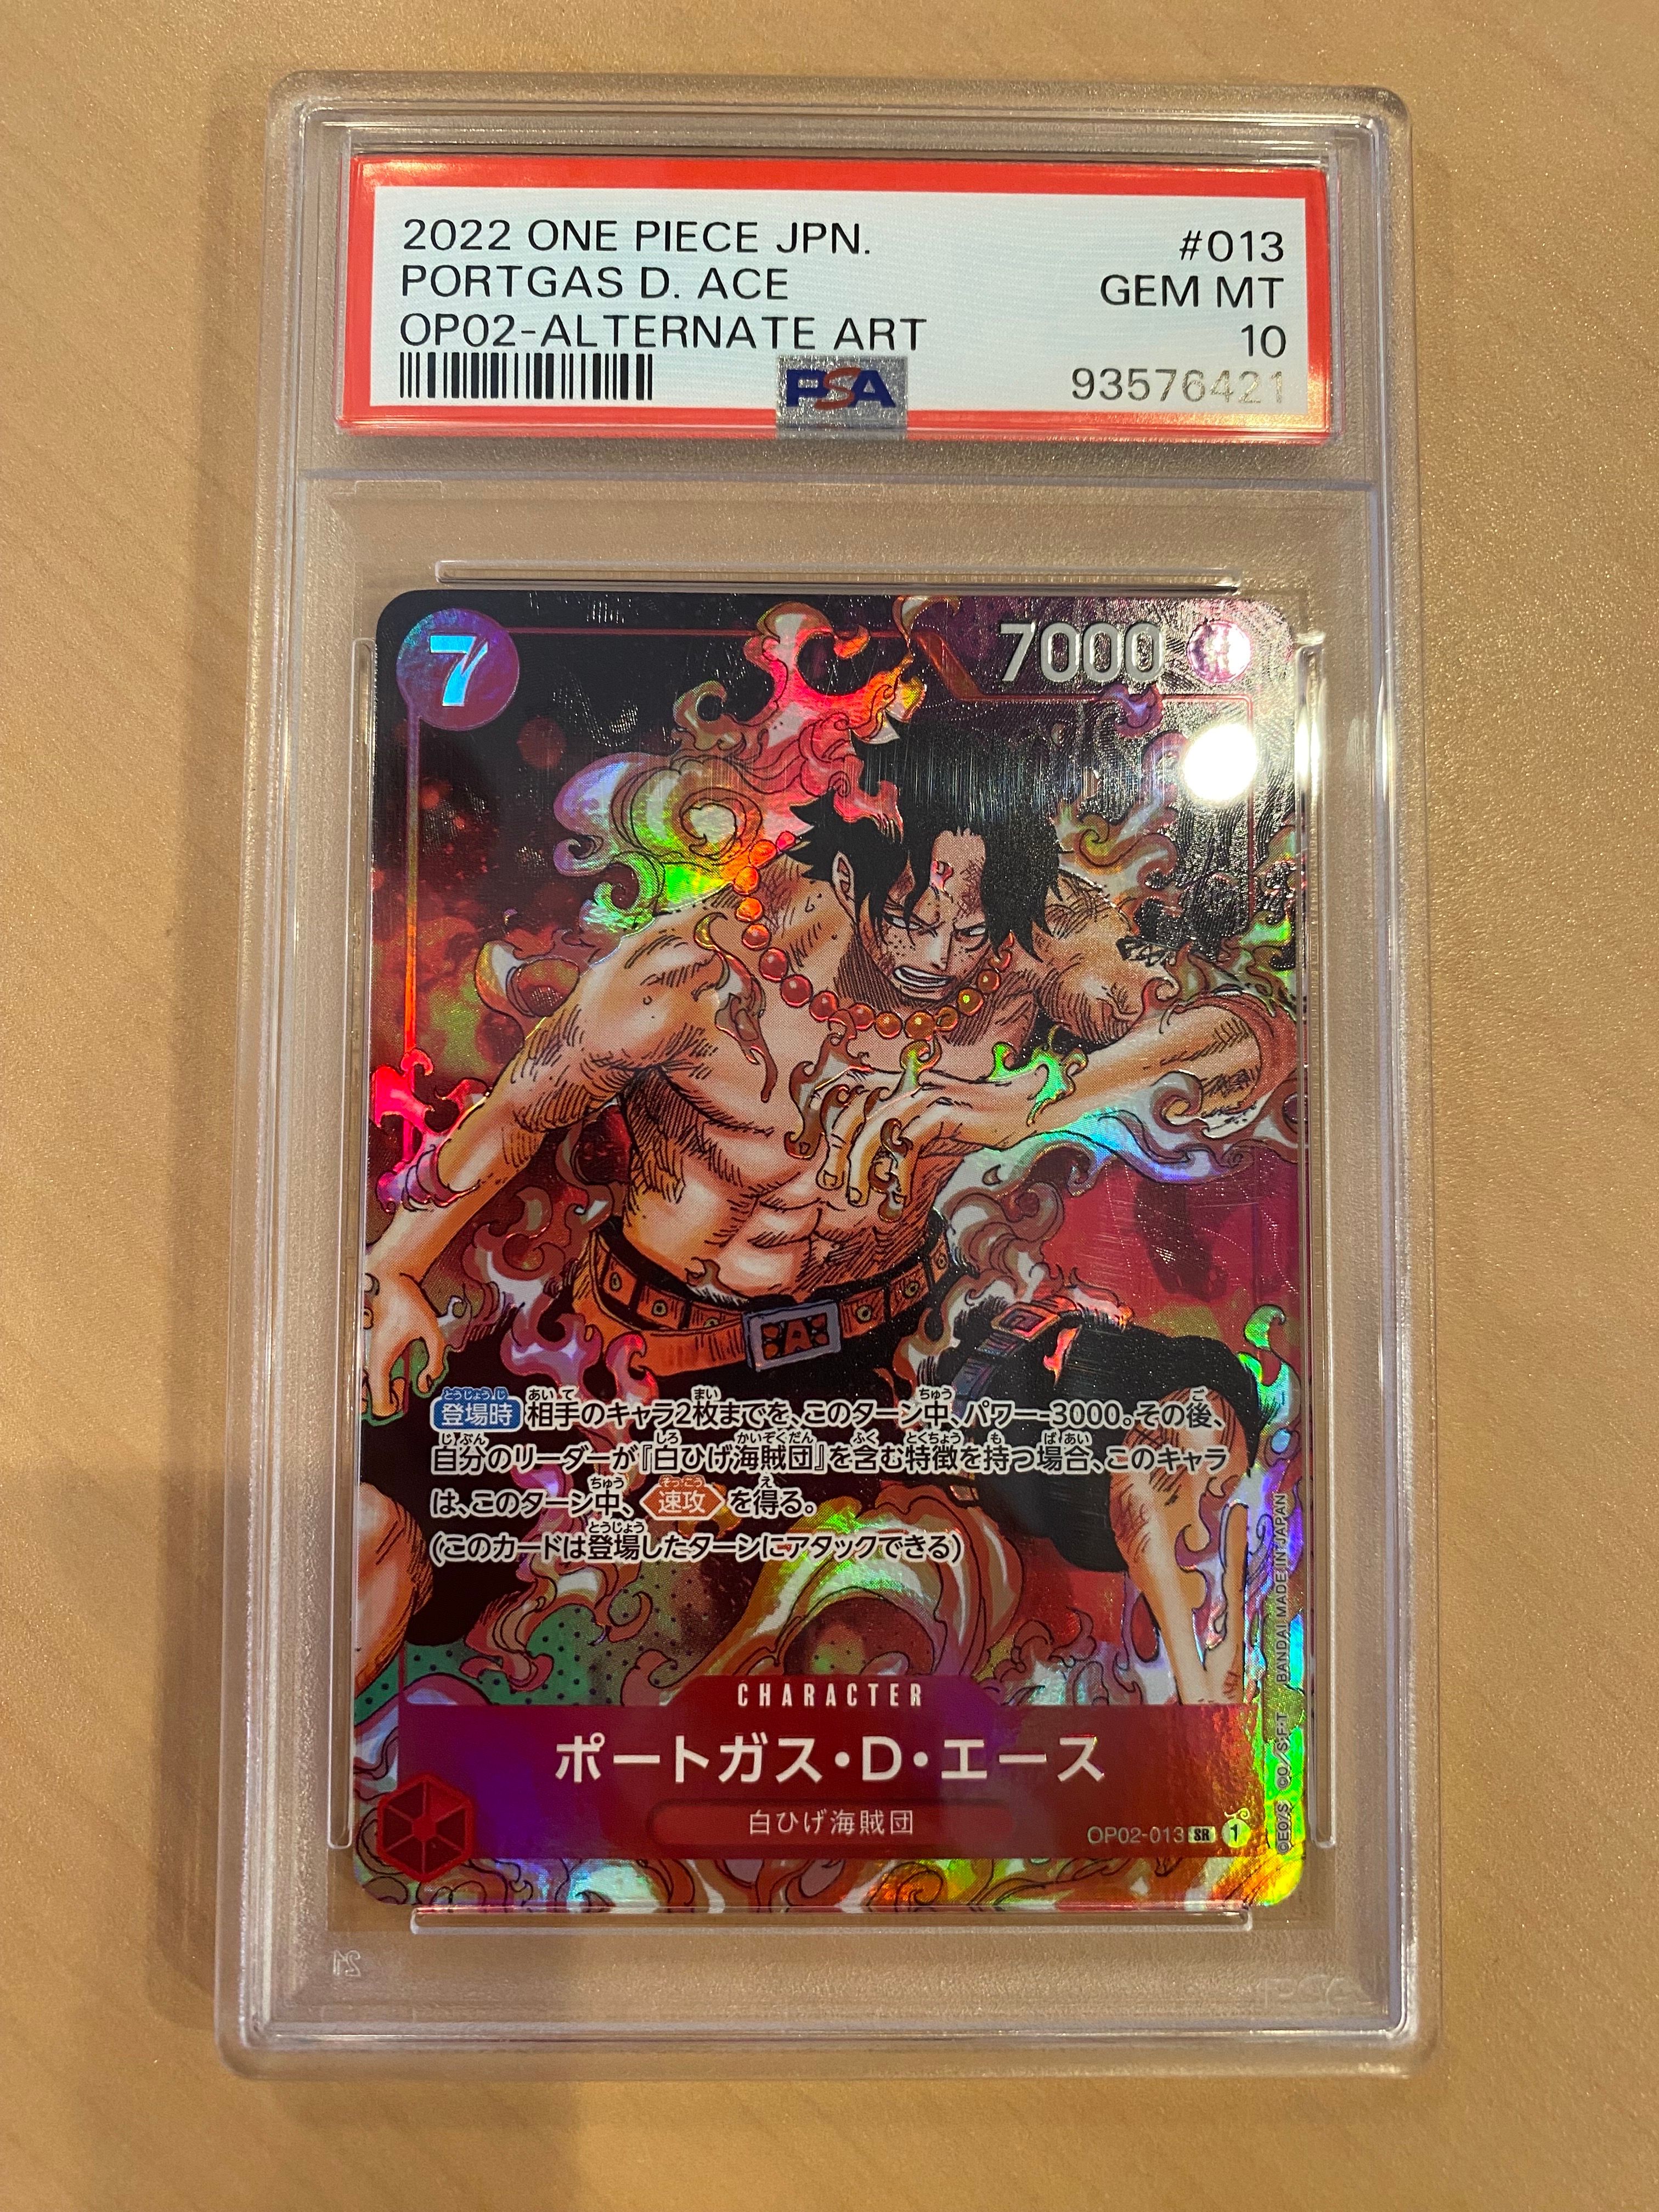 2022 ONE PIECE JPN. #013
PORTGAS D. ACE GEM MT
OP02-ALTERNATE ART 10
PSA 93576421
7 7000
A
登場時 相手のキャラ2枚までを、このターン中、パワー-3000。その後、
自分のリーダーが『白ひげ海賊団』を含む特徴を持つ場合、このキャラ
は、このターン中、速攻を得る。
(このカードは登場したターンにアタックできる)
CHARACTER
ポートガス・D・エース
白ひげ海賊団
OP02-013 SR 1
©EO/S ©O/S・F・T BANDAI MADE IN JAPAN
21
PSA